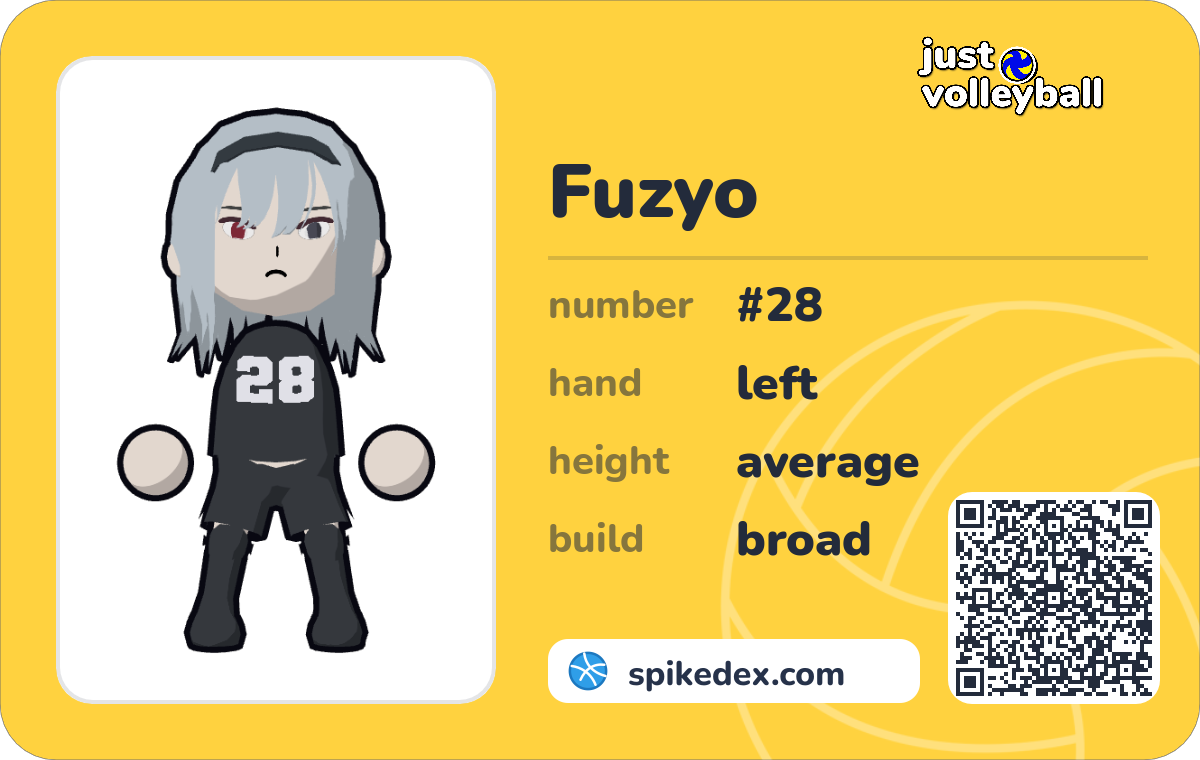 just
volleyball
Fuzyo
number #28
hand left
height average
build broad
28
spikedex.com